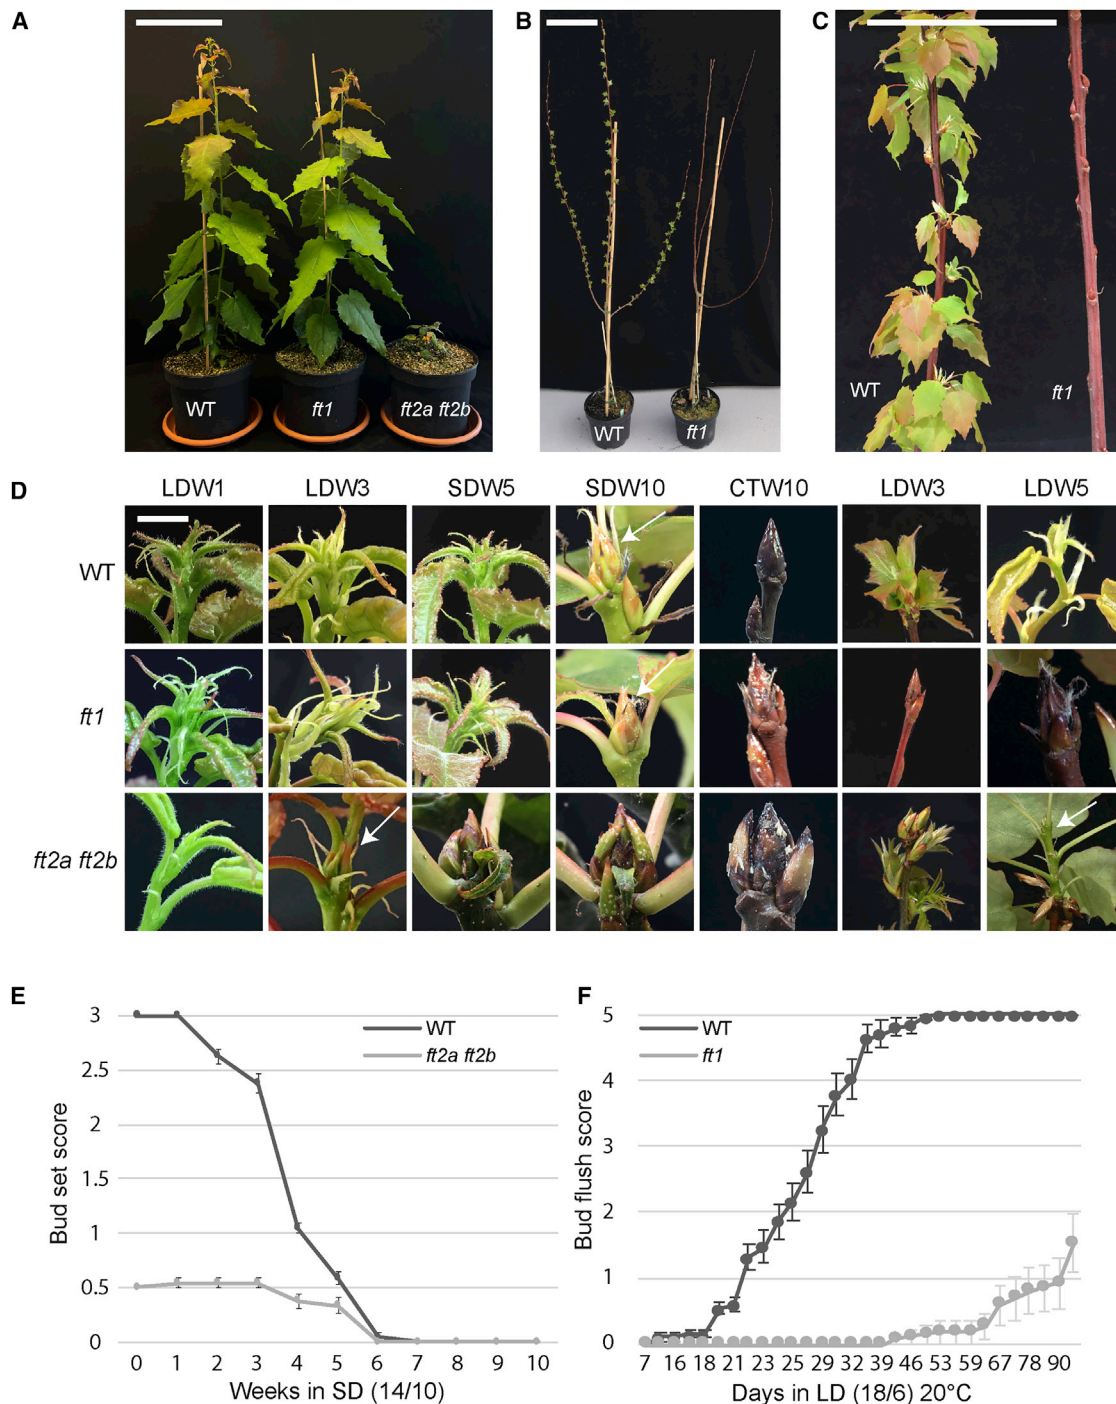 A
B
C
WT
ft1
ft2a ft2b
WT
ft1
WT
ft1
D
LDW1 LDW3 SDW5 SDW10 CTW10 LDW3 LDW5
WT
ft1
ft2a ft2b
E
3
2.5
2
1.5
1
0.5
0
Bud set score
WT
ft2a ft2b
0 1 2 3 4 5 6 7 8 9 10
Weeks in SD (14/10)
F
5
4
3
2
1
0
Bud flush score
WT
ft1
7 16 18 21 23 25 29 32 39 46 53 59 67 78 90
Days in LD (18/6) 20°C